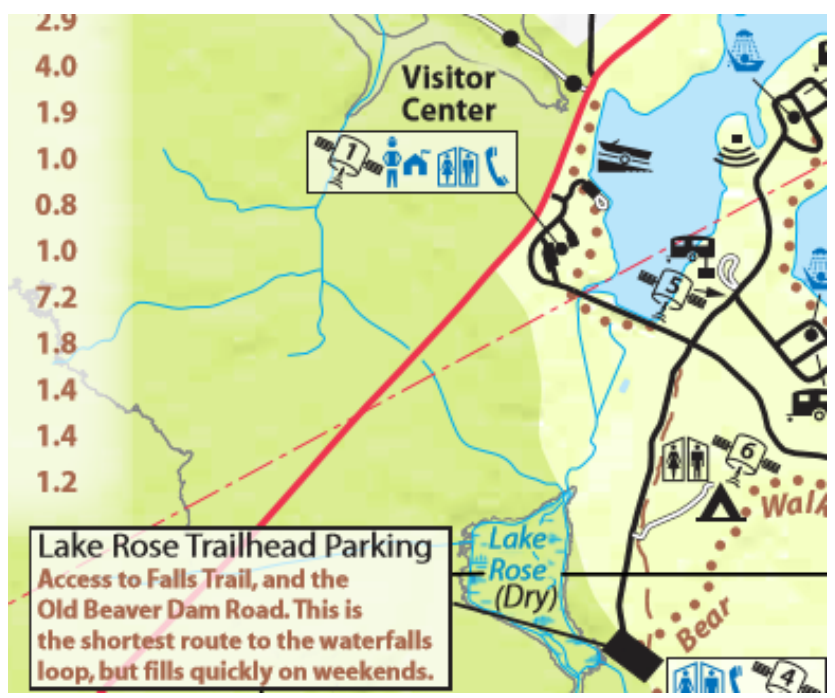 2.9
4.0
1.9
1.0
0.8
1.0
7.2
1.8
1.4
1.4
1.2
Visitor
Center
1
5
6
Walk
Lake
Rose
(Dry)
Bear
4
Lake Rose Trailhead Parking
Access to Falls Trail, and the
Old Beaver Dam Road. This is
the shortest route to the waterfalls
loop, but fills quickly on weekends.